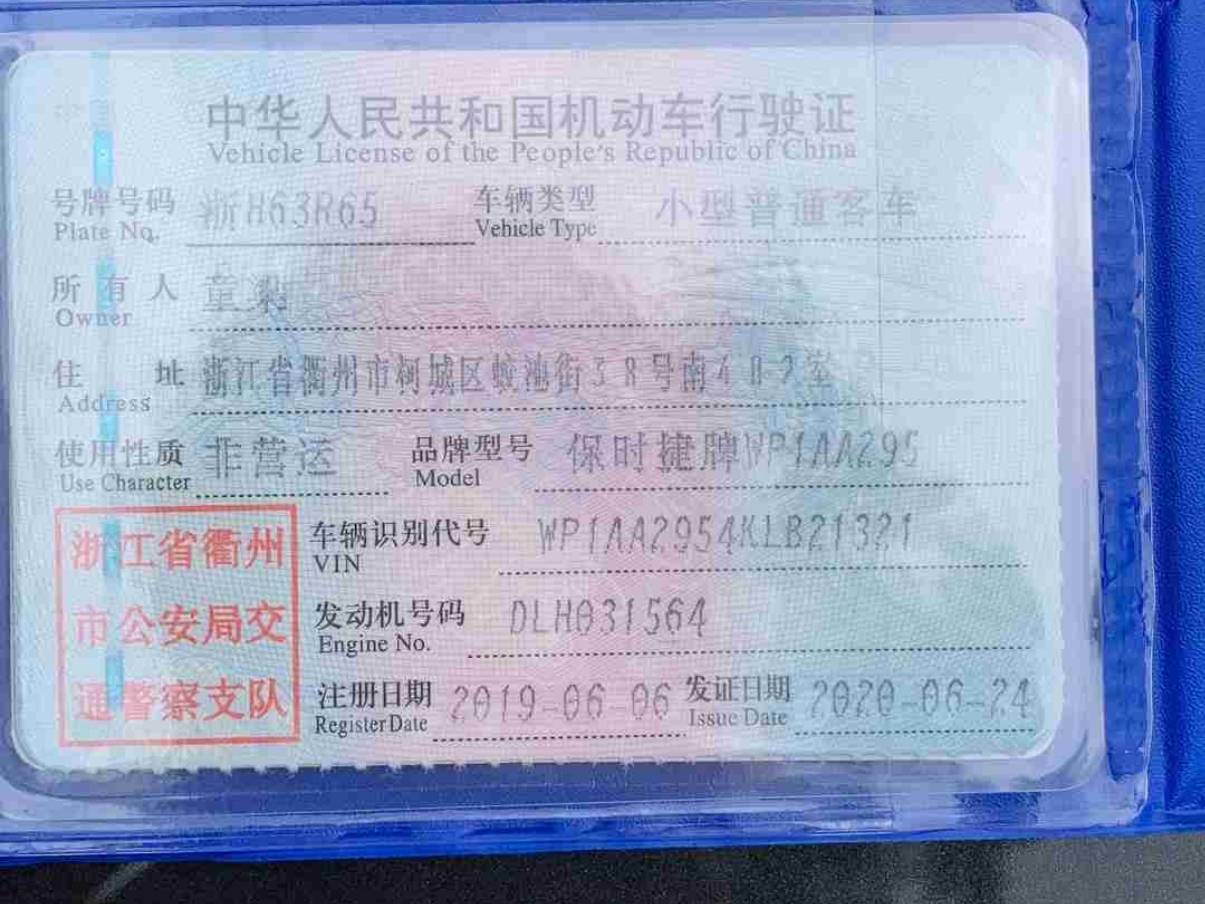 中华人民共和国机动车行驶证
Vehicle License of the People's Republic of China
号牌号码 浙H63R65 车辆类型 小型普通客车
Plate No. Vehicle Type
所有人 童
Owner
住址 浙江省衢州市柯城区蛟池街38号南402室
Address
使用性质 非营运 品牌型号 保时捷牌WP1AA295
Use Character Model
浙江省衢州
市公安局交
通警察支队
车辆识别代号 WP1AA2954KLB21321
VIN
发动机号码 DLH031564
Engine No.
注册日期 2019-06-06 发证日期 2020-06-24
Register Date Issue Date